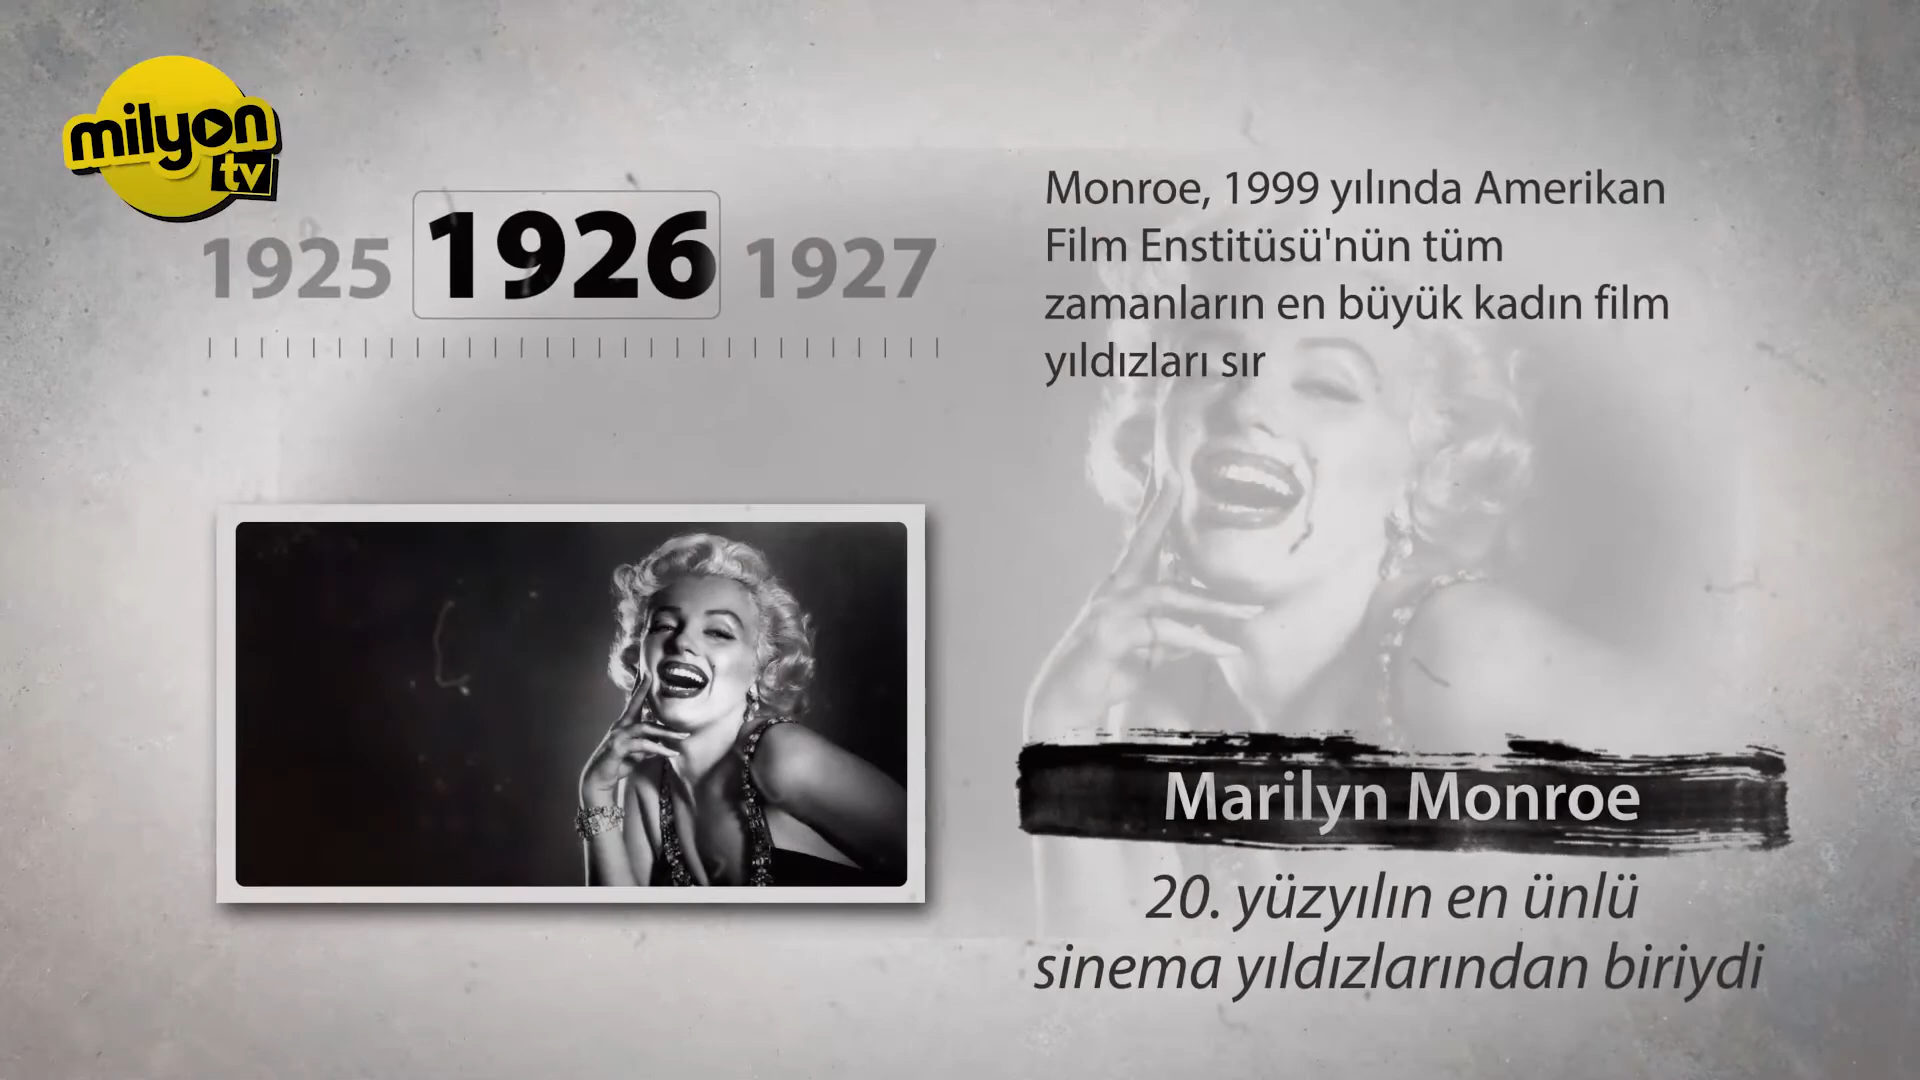 milyon
tv
1925 1926 1927
Monroe, 1999 yılında Amerikan
Film Enstitüsü'nün tüm
zamanların en büyük kadın film
yıldızları sır
Marilyn Monroe
20. yüzyılın en ünlü
sinema yıldızlarından biriydi